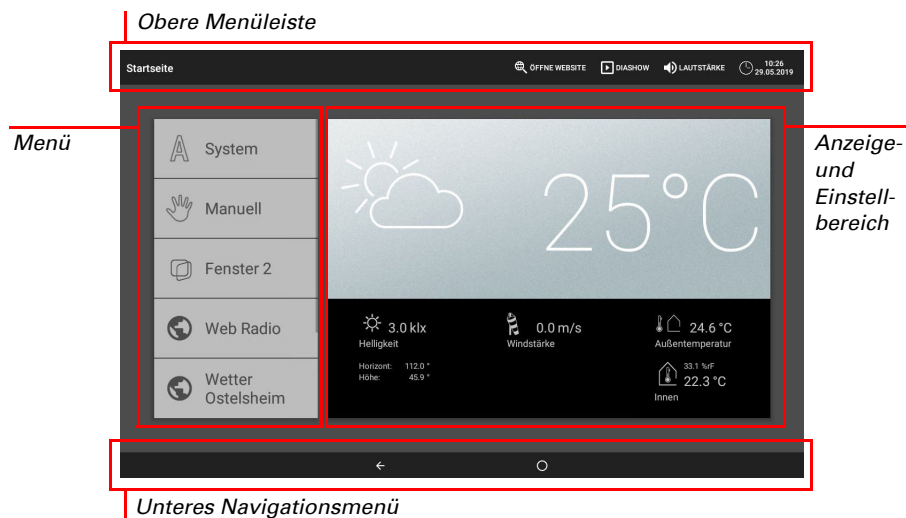 Obere Menüleiste
Startseite
ÖFFNE WEBSITE
DIASHOW
LAUTSTÄRKE
10:26
29.05.2019
Menü
System
Manuell
Fenster 2
Web Radio
Wetter
Ostelsheim
25°C
3.0 klx
Helligkeit
Horizont: 112.0 °
Höhe: 45.9 °
0.0 m/s
Windstärke
24.6 °C
Außentemperatur
33.1 %rF
22.3 °C
Innen
Anzeige-
und
Einstell-
bereich
Unteres Navigationsmenü